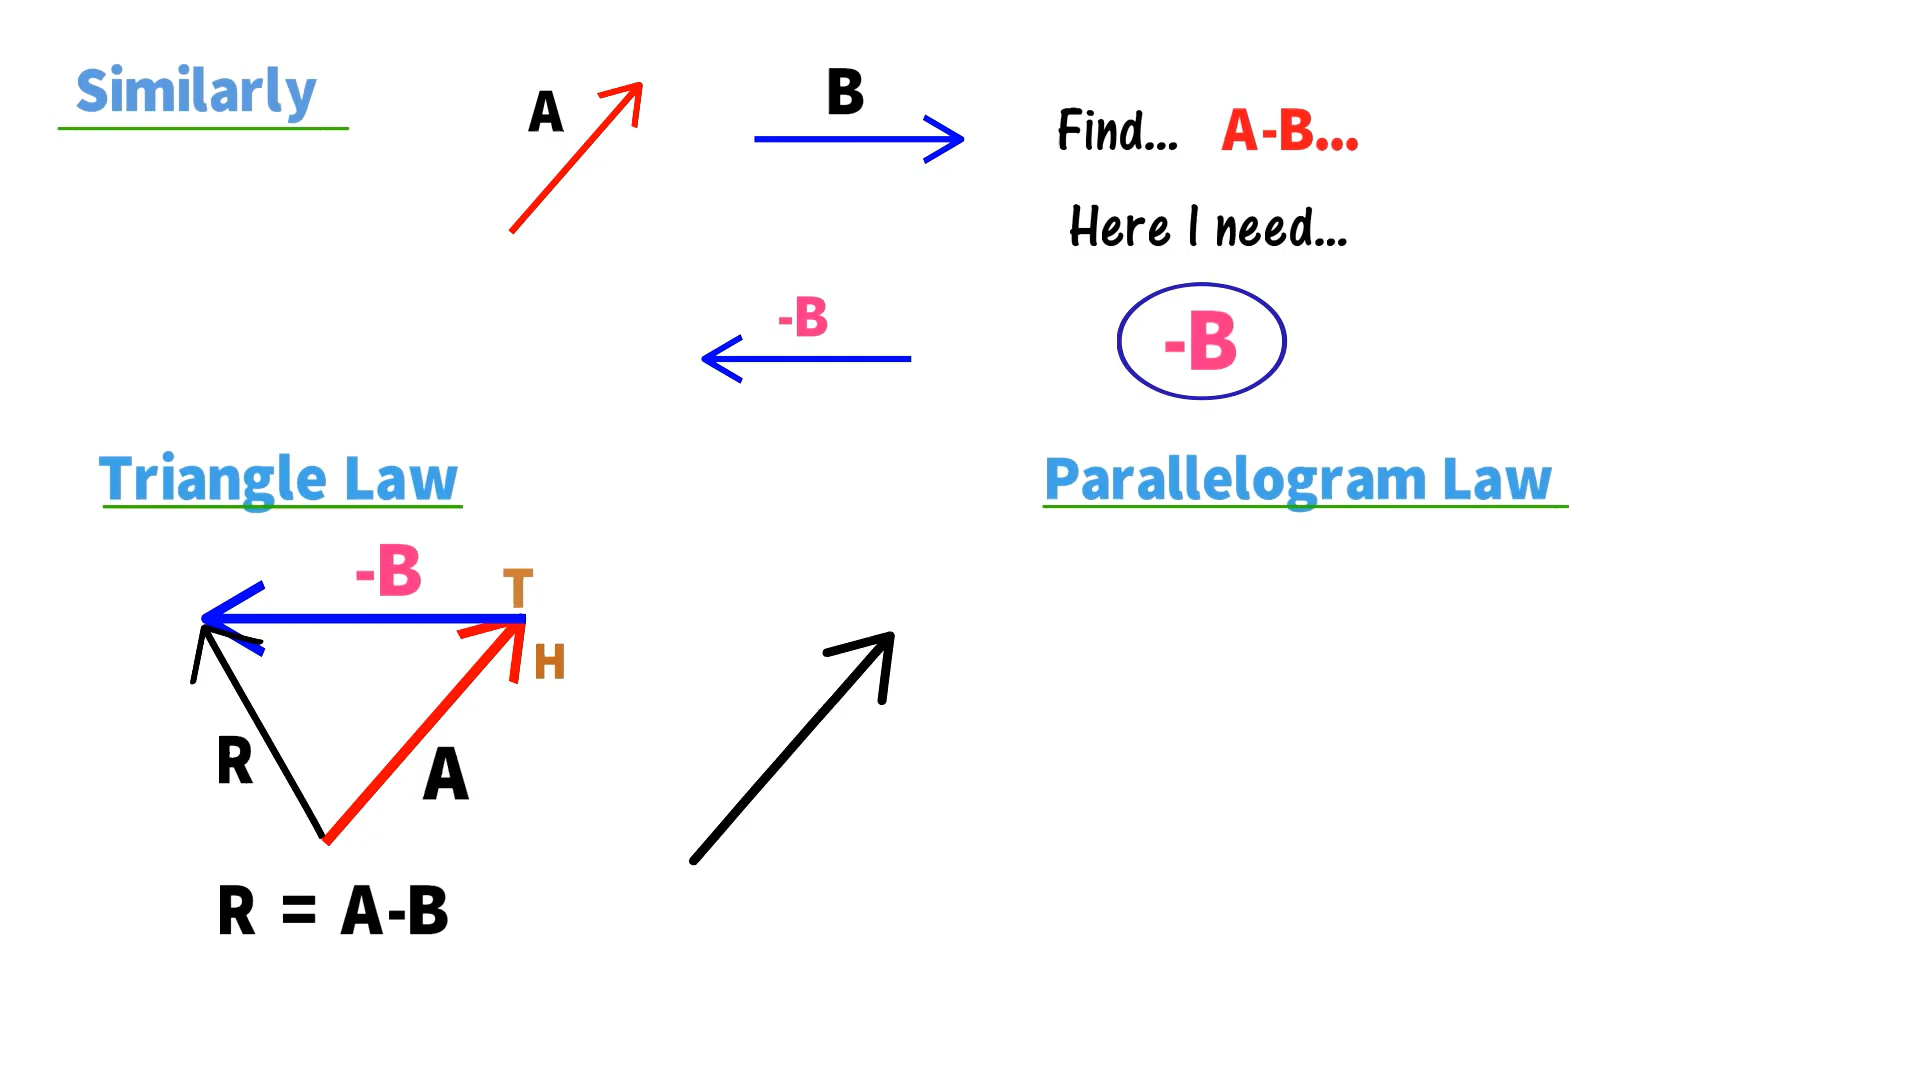 Similarly
A
B
Find... A-B...
Here I need...
-B
-B
Triangle Law
Parallelogram Law
-B
T
H
R
A
R = A-B